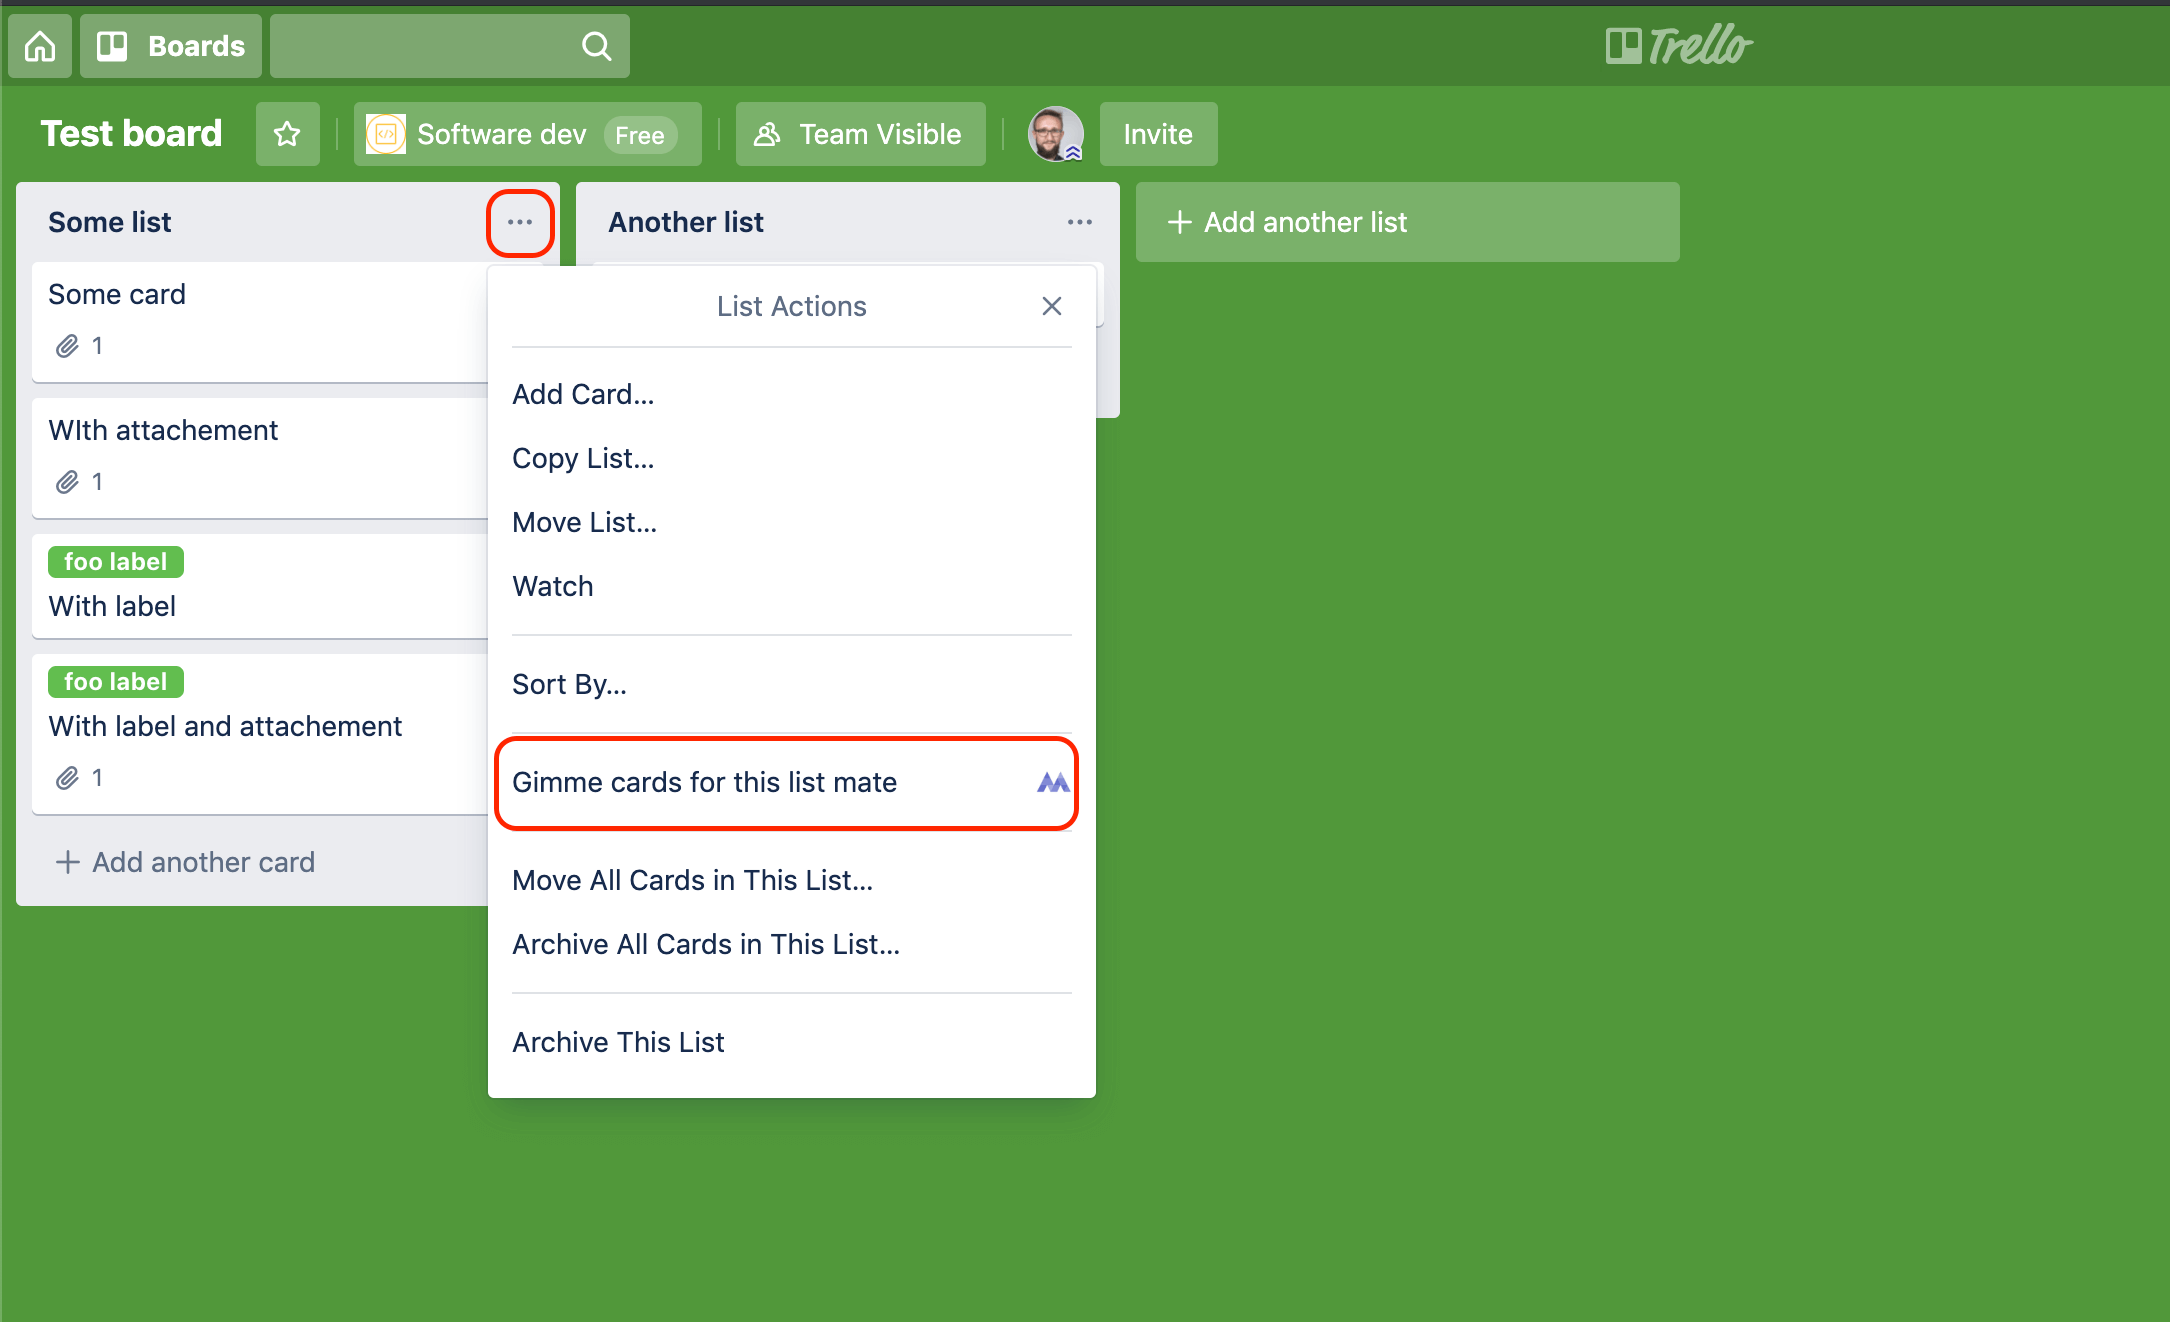 Boards
Trello
Test board
Software dev Free
Team Visible
Invite
Some list
Another list
+ Add another list
Some card
1
WIth attachement
1
foo label
With label
foo label
With label and attachement
1
+ Add another card
List Actions
Add Card...
Copy List...
Move List...
Watch
Sort By...
Gimme cards for this list mate
Move All Cards in This List...
Archive All Cards in This List...
Archive This List